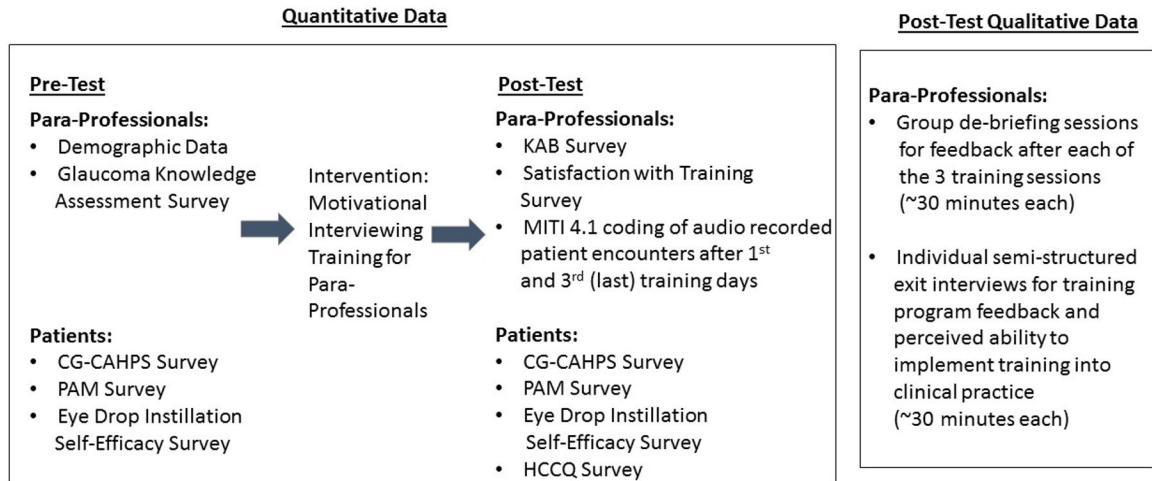 Quantitative Data
Pre-Test
Para-Professionals:
• Demographic Data
• Glaucoma Knowledge
Assessment Survey
Patients:
• CG-CAHPS Survey
• PAM Survey
• Eye Drop Instillation
Self-Efficacy Survey
Intervention:
Motivational
Interviewing
Training for
Para-
Professionals
Post-Test
Para-Professionals:
• KAB Survey
• Satisfaction with Training
Survey
• MITI 4.1 coding of audio recorded
patient encounters after 1st
and 3rd (last) training days
Patients:
• CG-CAHPS Survey
• PAM Survey
• Eye Drop Instillation
Self-Efficacy Survey
• HCCQ Survey
Post-Test Qualitative Data
Para-Professionals:
• Group de-briefing sessions
for feedback after each of
the 3 training sessions
(~30 minutes each)
• Individual semi-structured
exit interviews for training
program feedback and
perceived ability to
implement training into
clinical practice
(~30 minutes each)